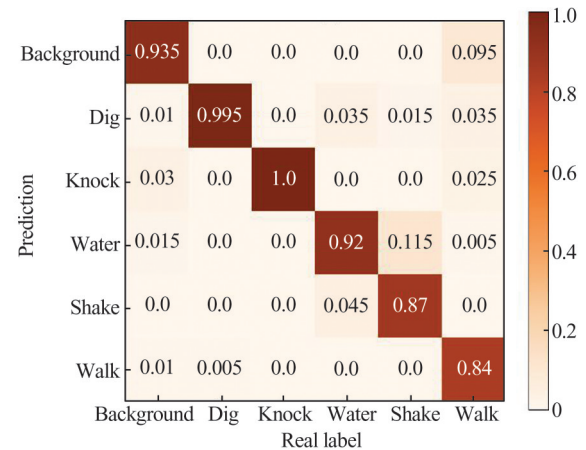 Background 0.935 0.0 0.0 0.0 0.0 0.095
Dig 0.01 0.995 0.0 0.035 0.015 0.035
Knock 0.03 0.0 1.0 0.0 0.0 0.025
Water 0.015 0.0 0.0 0.92 0.115 0.005
Shake 0.0 0.0 0.0 0.045 0.87 0.0
Walk 0.01 0.005 0.0 0.0 0.0 0.84
Background Dig Knock Water Shake Walk
Real label
Prediction
1.0
0.8
0.6
0.4
0.2
0